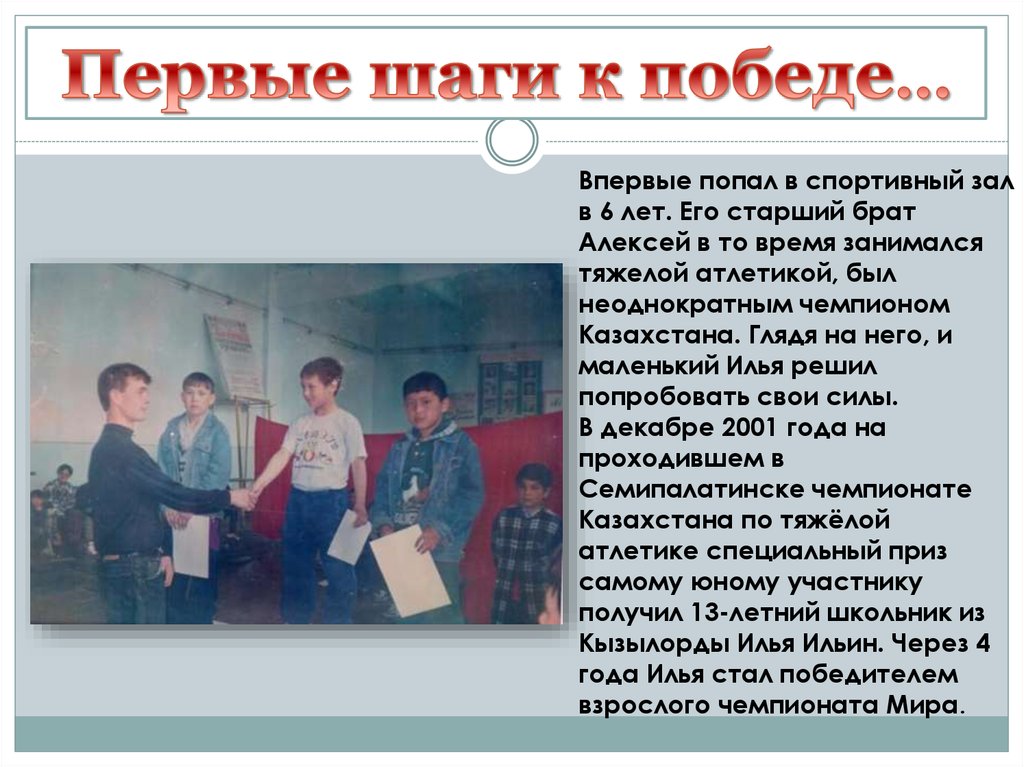 Первые шаги к победе...
Впервые попал в спортивный зал
в 6 лет. Его старший брат
Алексей в то время занимался
тяжелой атлетикой, был
неоднократным чемпионом
Казахстана. Глядя на него, и
маленький Илья решил
попробовать свои силы.
В декабре 2001 года на
проходившем в
Семипалатинске чемпионате
Казахстана по тяжёлой
атлетике специальный приз
самому юному участнику
получил 13-летний школьник из
Кызылорды Илья Ильин. Через 4
года Илья стал победителем
взрослого чемпионата Мира.